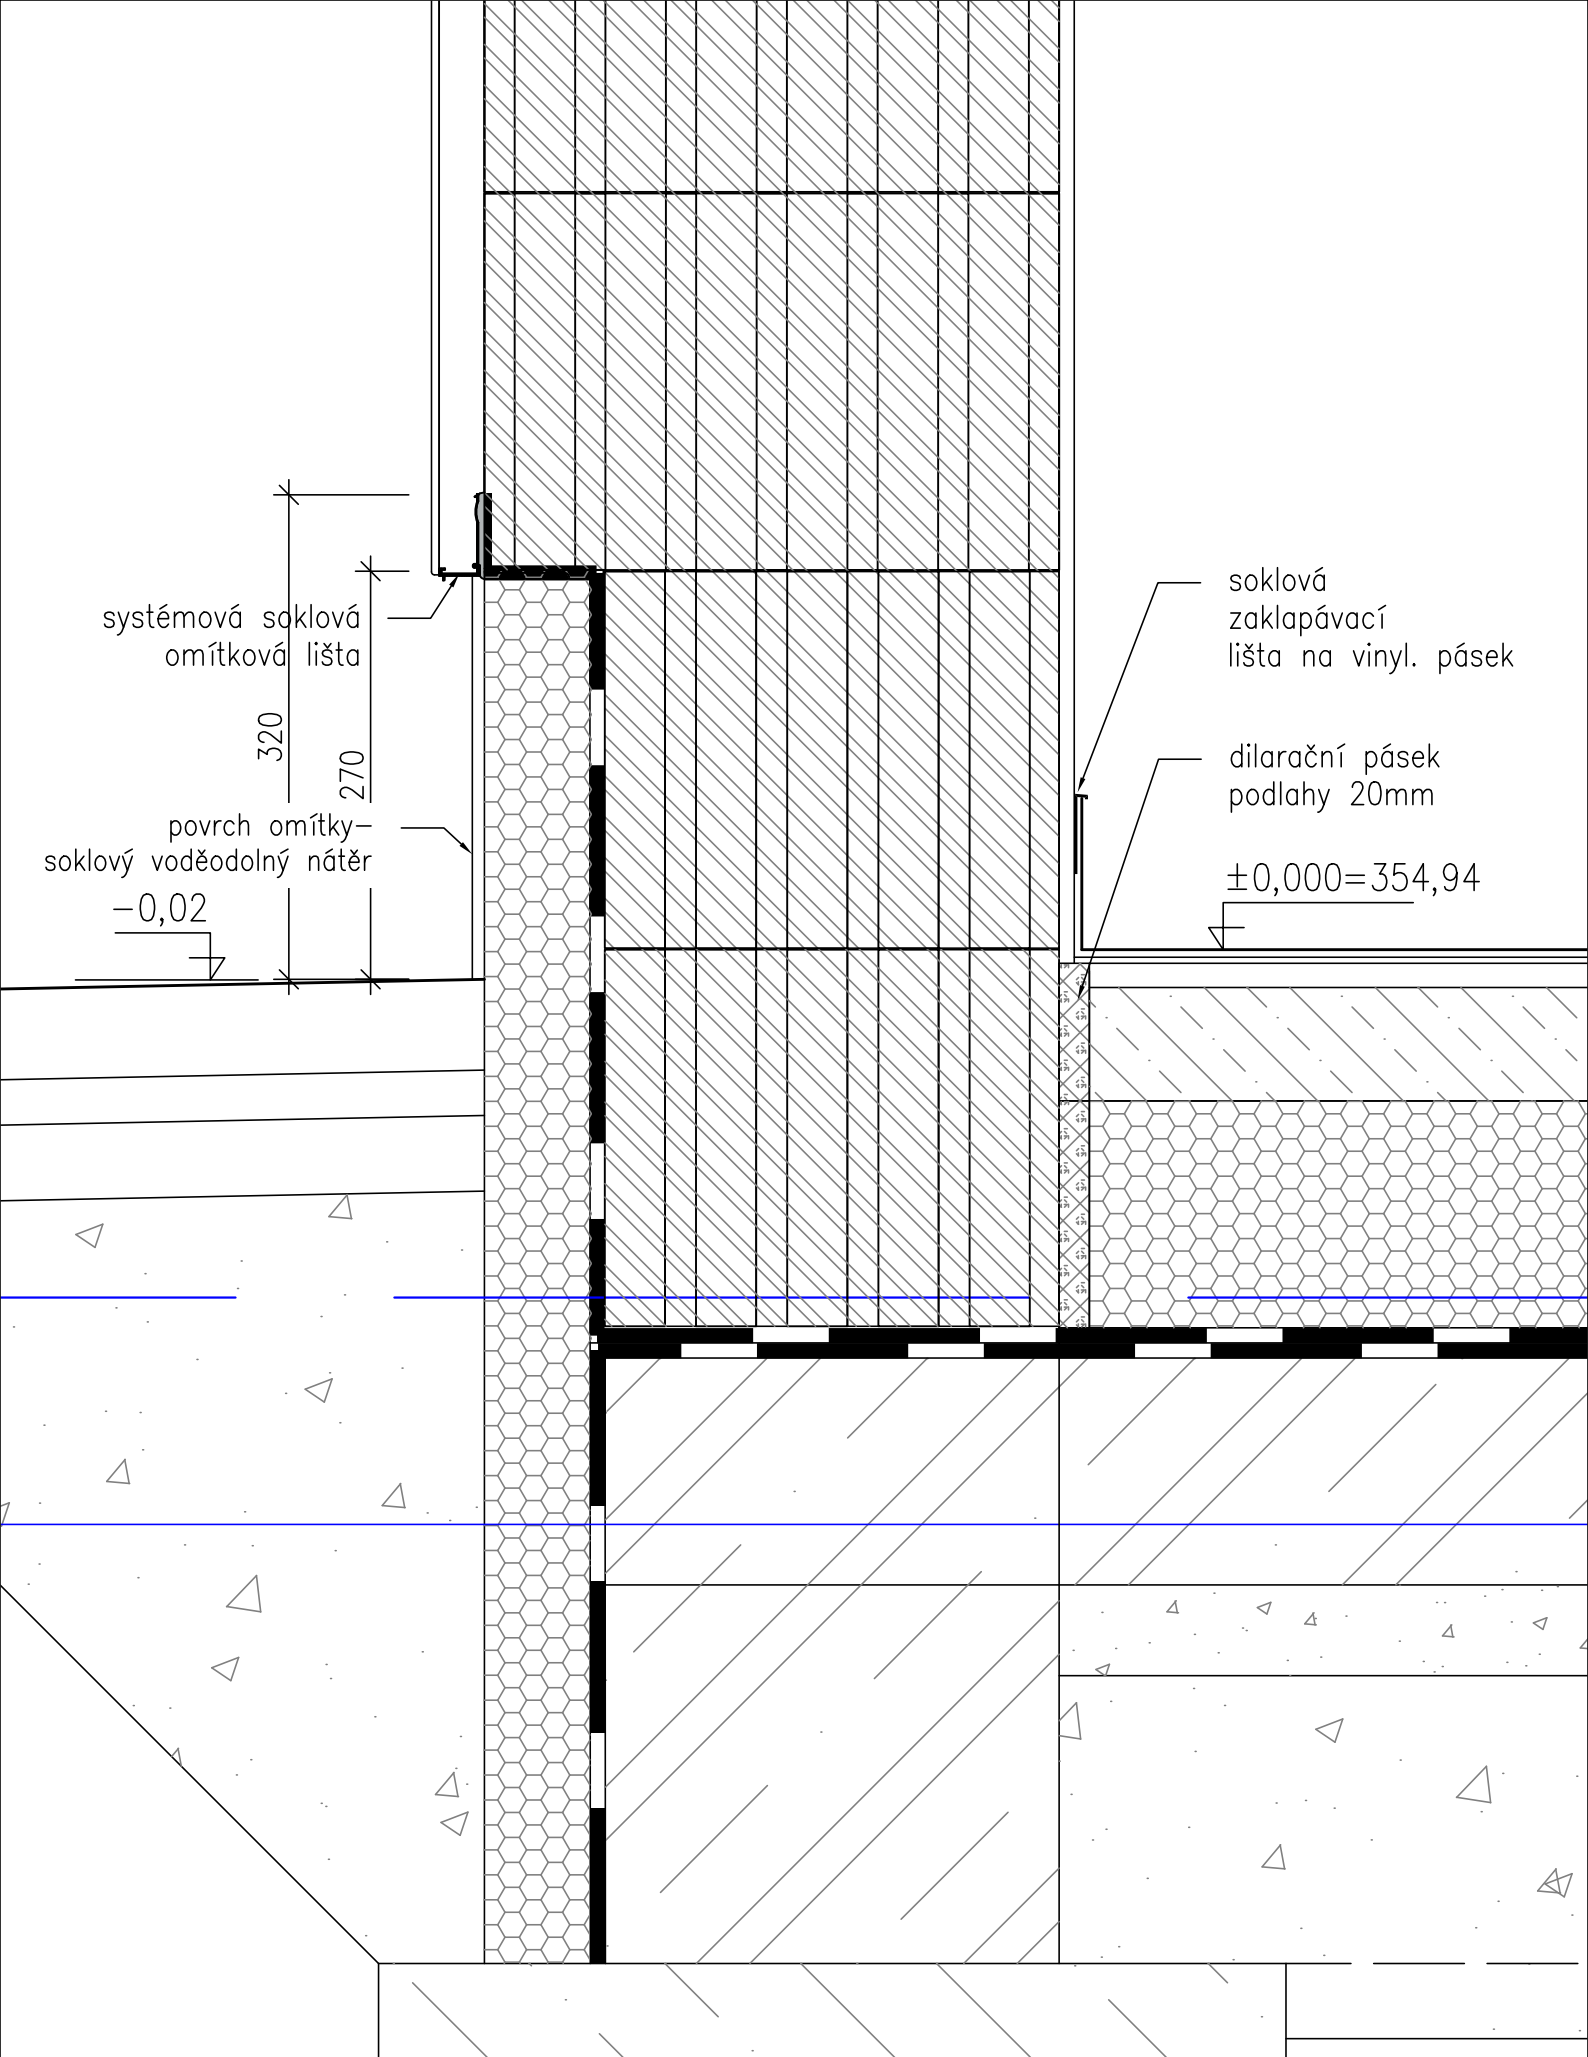 systémová soklová
omítková lišta
320
270
povrch omítky-
soklový voděodolný nátěr
-0,02
soklová
zaklapávací
lišta na vinyl. pásek
dilarační pásek
podlahy 20mm
±0,000=354,94